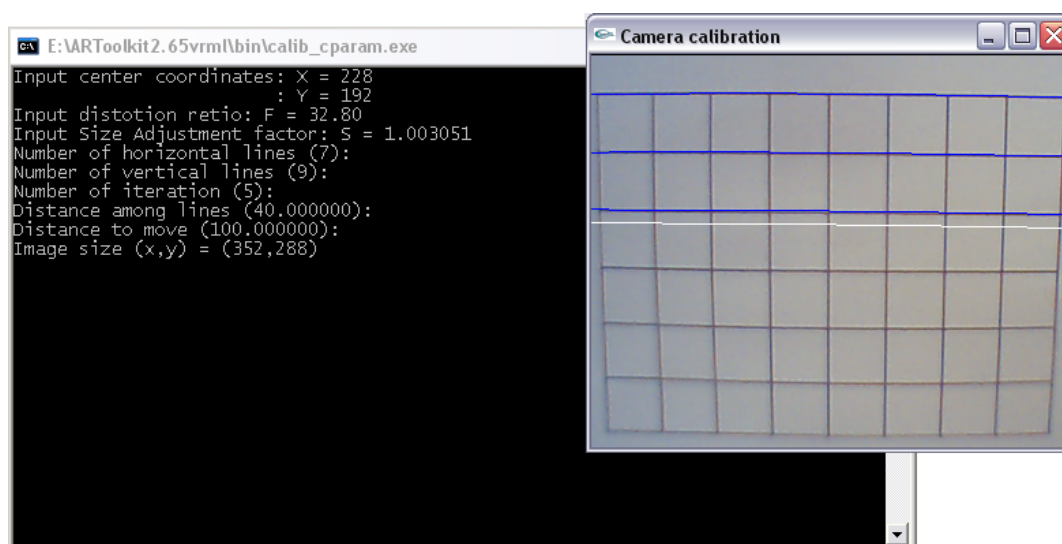 E:\ARToolkit2.65vrml\bin\calib_cparam.exe
Input center coordinates: X = 228
: Y = 192
Input distotion retio: F = 32.80
Input Size Adjustment factor: S = 1.003051
Number of horizontal lines (7):
Number of vertical lines (9):
Number of iteration (5):
Distance among lines (40.000000):
Distance to move (100.000000):
Image size (x,y) = (352,288)
Camera calibration